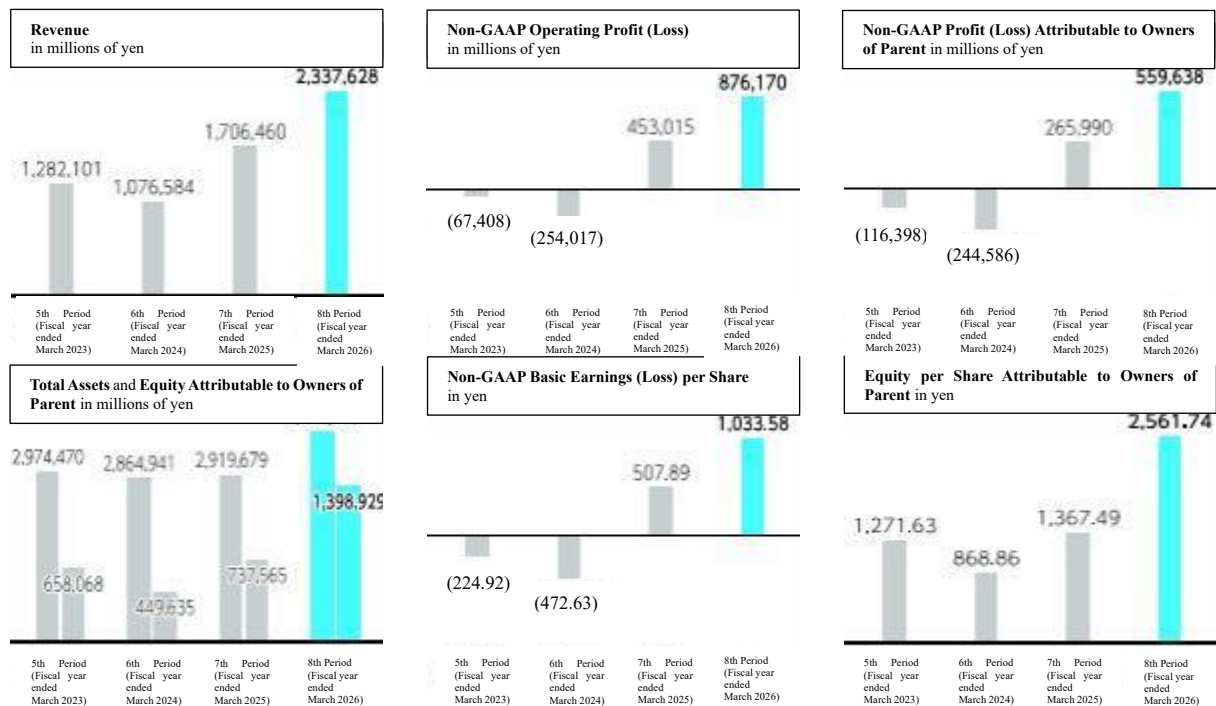 Revenue
in millions of yen
2,337,628
1,706,460
1,282,101
1,076,584
5th Period
(Fiscal year
ended
March 2023)
6th Period
(Fiscal year
ended
March 2024)
7th Period
(Fiscal year
ended
March 2025)
8th Period
(Fiscal year
ended
March 2026)
Non-GAAP Operating Profit (Loss)
in millions of yen
876,170
453,015
(67,408)
(254,017)
5th Period
(Fiscal year
ended
March 2023)
6th Period
(Fiscal year
ended
March 2024)
7th Period
(Fiscal year
ended
March 2025)
8th Period
(Fiscal year
ended
March 2026)
Non-GAAP Profit (Loss) Attributable to Owners
of Parent in millions of yen
559,638
265,990
(116,398)
(244,586)
5th Period
(Fiscal year
ended
March 2023)
6th Period
(Fiscal year
ended
March 2024)
7th Period
(Fiscal year
ended
March 2025)
8th Period
(Fiscal year
ended
March 2026)
Total Assets and Equity Attributable to Owners of
Parent in millions of yen
2,974,470
2,864,941
2,919,679
1,398,929
658,068
449,635
737,565
5th Period
(Fiscal year
ended
March 2023)
6th Period
(Fiscal year
ended
March 2024)
7th Period
(Fiscal year
ended
March 2025)
8th Period
(Fiscal year
ended
March 2026)
Non-GAAP Basic Earnings (Loss) per Share
in yen
1,033.58
507.89
(224.92)
(472.63)
5th Period
(Fiscal year
ended
March 2023)
6th Period
(Fiscal year
ended
March 2024)
7th Period
(Fiscal year
ended
March 2025)
8th Period
(Fiscal year
ended
March 2026)
Equity per Share Attributable to Owners of
Parent in yen
2,561.74
1,367.49
1,271.63
868.86
5th Period
(Fiscal year
ended
March 2023)
6th Period
(Fiscal year
ended
March 2024)
7th Period
(Fiscal year
ended
March 2025)
8th Period
(Fiscal year
ended
March 2026)